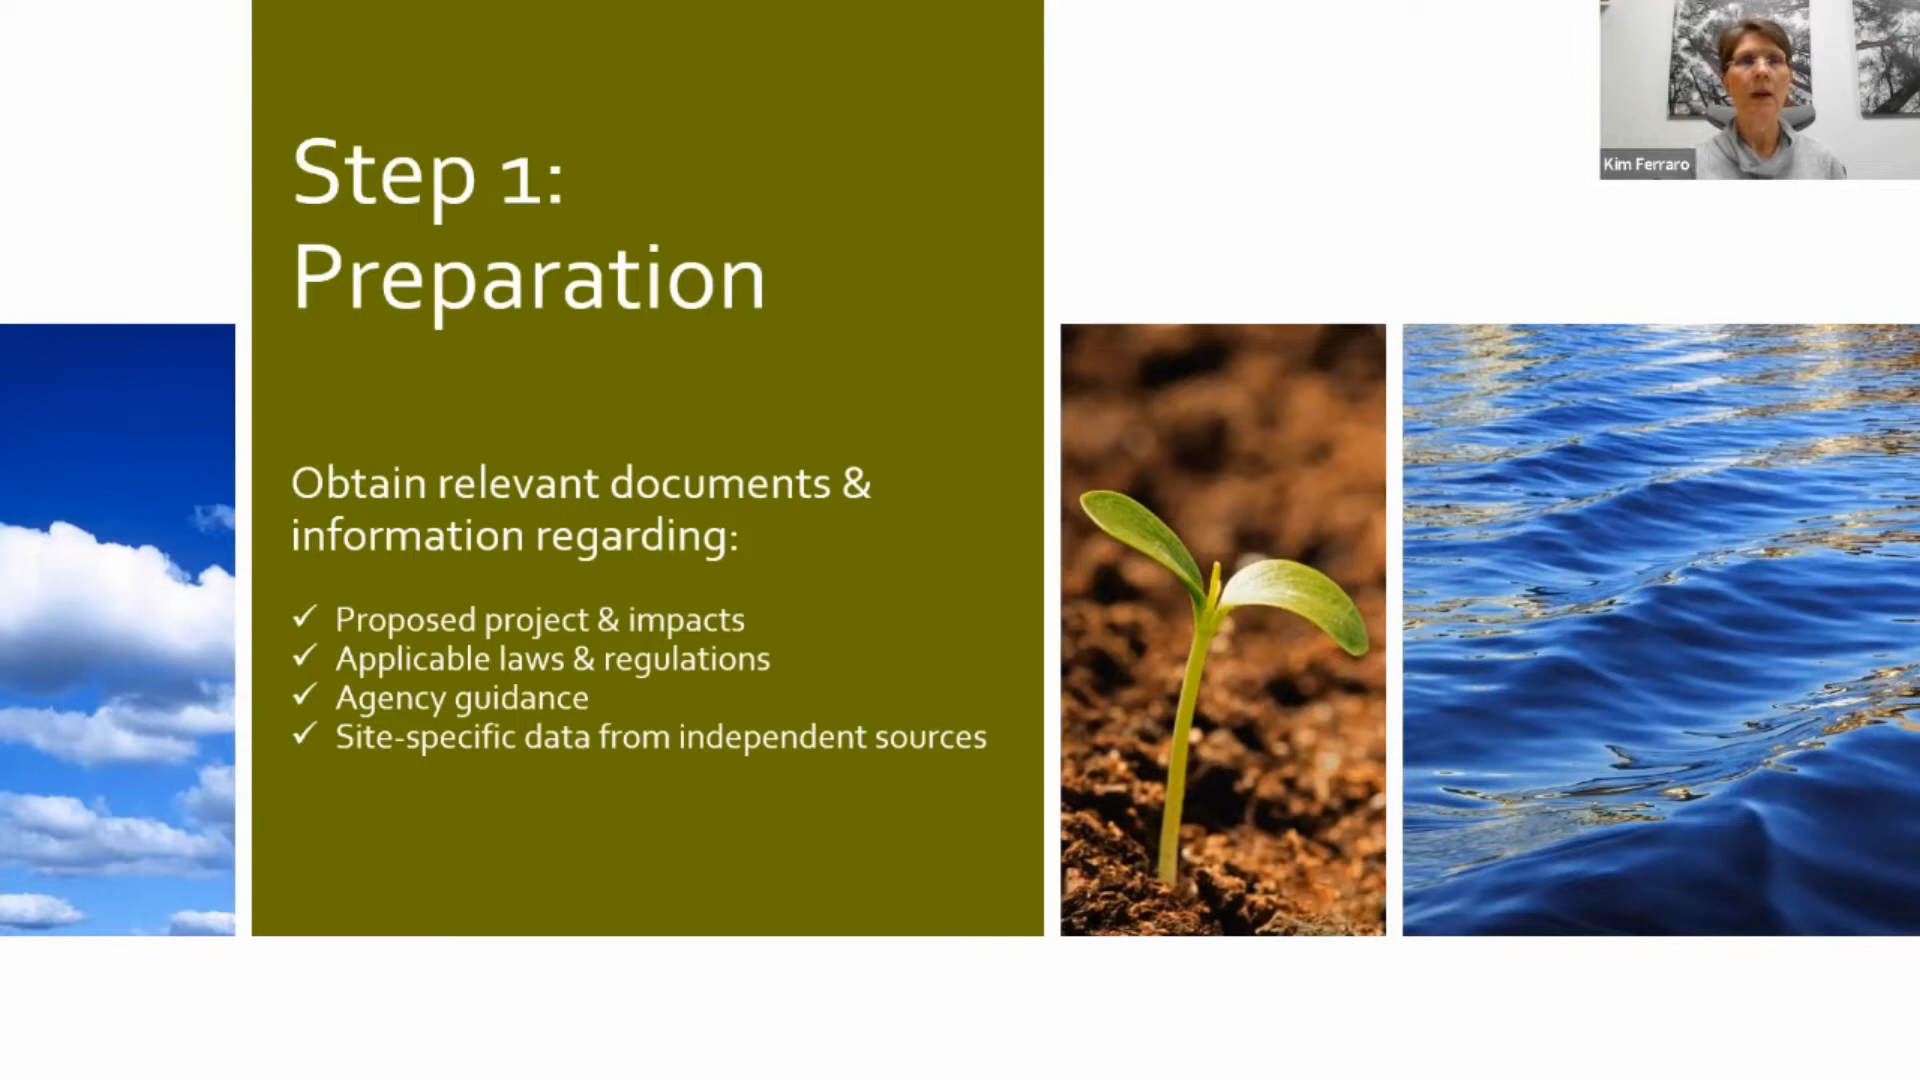 Step 1:
Preparation
Obtain relevant documents &
information regarding:
✓ Proposed project & impacts
✓ Applicable laws & regulations
✓ Agency guidance
✓ Site-specific data from independent sources
Kim Ferraro